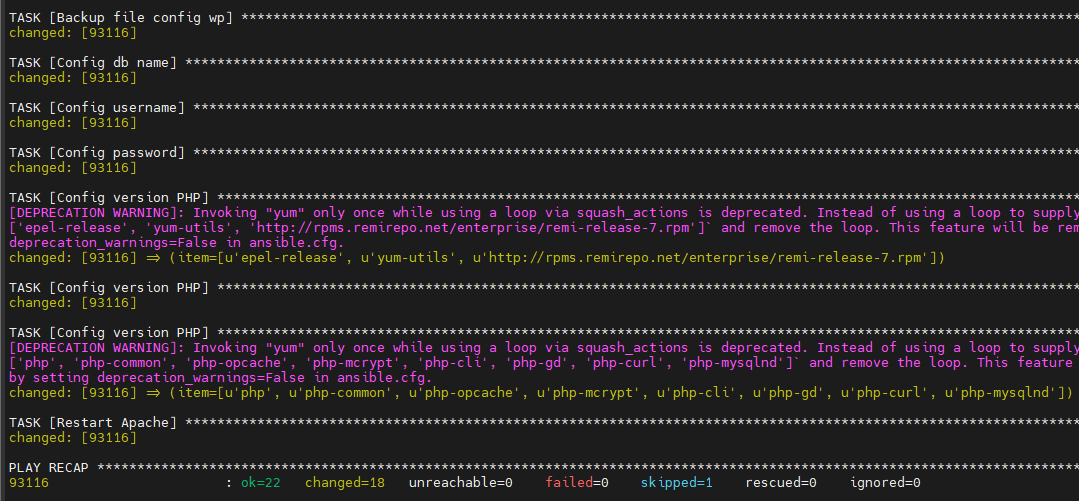 TASK [Backup file config wp] *********************************************************************************************************
changed: [93116]
TASK [Config db name] ****************************************************************************************************************
changed: [93116]
TASK [Config username] ***************************************************************************************************************
changed: [93116]
TASK [Config password] ***************************************************************************************************************
changed: [93116]
TASK [Config version PHP] ************************************************************************************************************
[DEPRECATION WARNING]: Invoking "yum" only once while using a loop via squash_actions is deprecated. Instead of using a loop to supply
['epel-release', 'yum-utils', 'http://rpms.remirepo.net/enterprise/remi-release-7.rpm']` and remove the loop. This feature will be rem
deprecation_warnings=False in ansible.cfg.
changed: [93116] => (item=[u'epel-release', u'yum-utils', u'http://rpms.remirepo.net/enterprise/remi-release-7.rpm'])
TASK [Config version PHP] ************************************************************************************************************
changed: [93116]
TASK [Config version PHP] ************************************************************************************************************
[DEPRECATION WARNING]: Invoking "yum" only once while using a loop via squash_actions is deprecated. Instead of using a loop to supply
['php', 'php-common', 'php-opcache', 'php-mcrypt', 'php-cli', 'php-gd', 'php-curl', 'php-mysqlnd']` and remove the loop. This feature
by setting deprecation_warnings=False in ansible.cfg.
changed: [93116] => (item=[u'php', u'php-common', u'php-opcache', u'php-mcrypt', u'php-cli', u'php-gd', u'php-curl', u'php-mysqlnd'])
TASK [Restart Apache] ****************************************************************************************************************
changed: [93116]
PLAY RECAP ***************************************************************************************************************************
93116                      : ok=22   changed=18   unreachable=0    failed=0    skipped=1    rescued=0    ignored=0